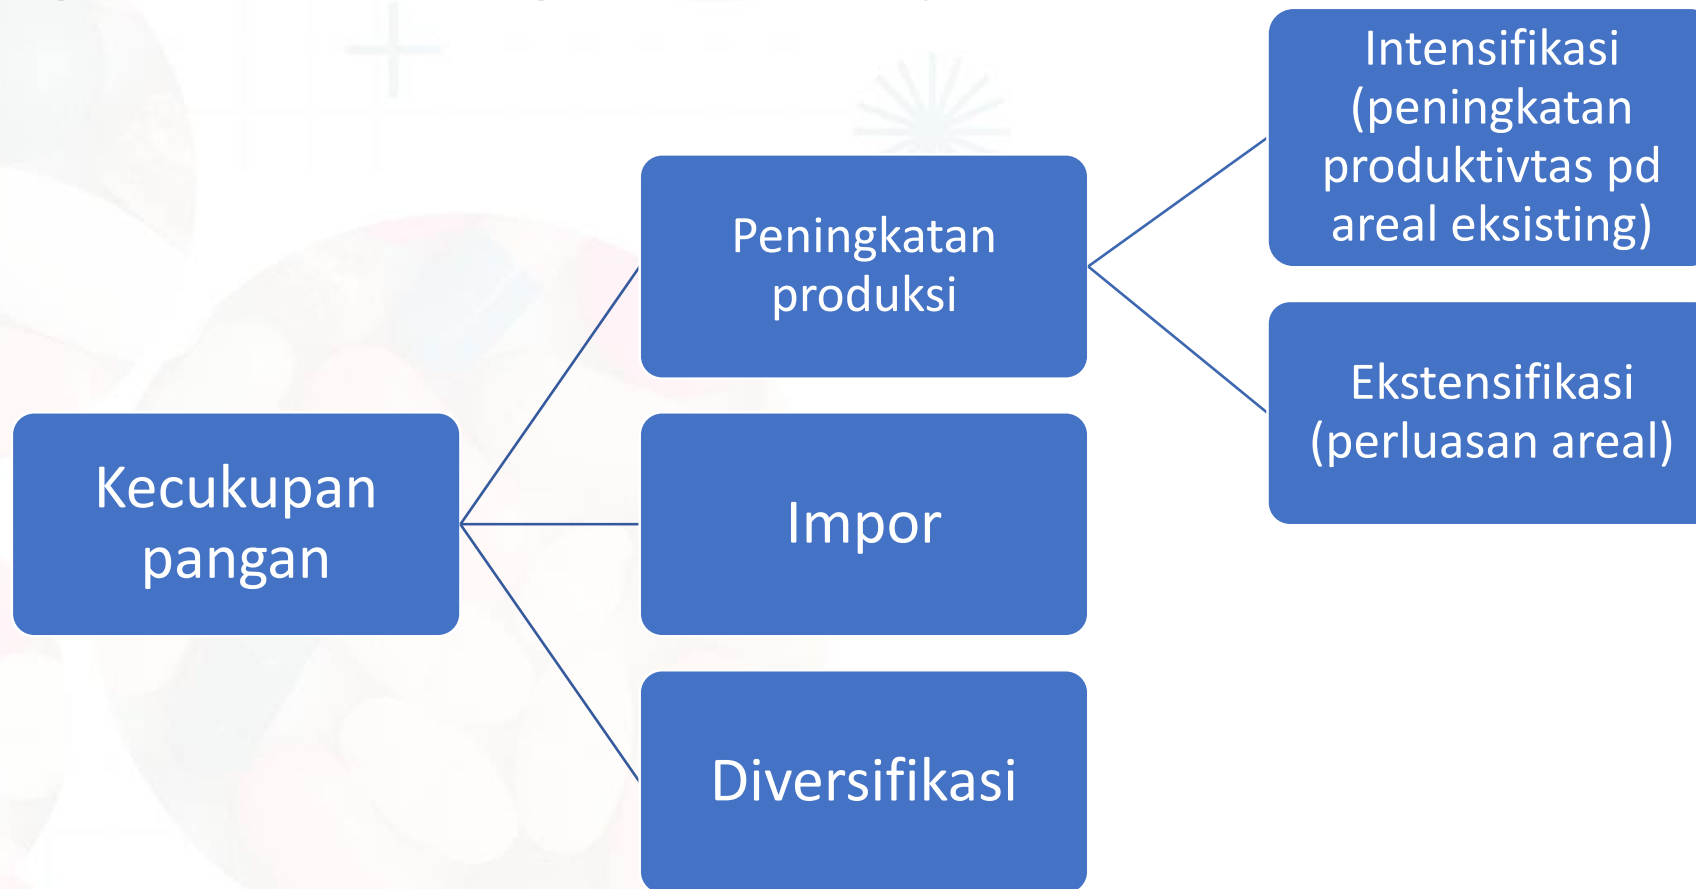 Kecukupan
pangan
Peningkatan
produksi
Impor
Diversifikasi
Intensifikasi
(peningkatan
produktivtas pd
areal eksisting)
Ekstensifikasi
(perluasan areal)